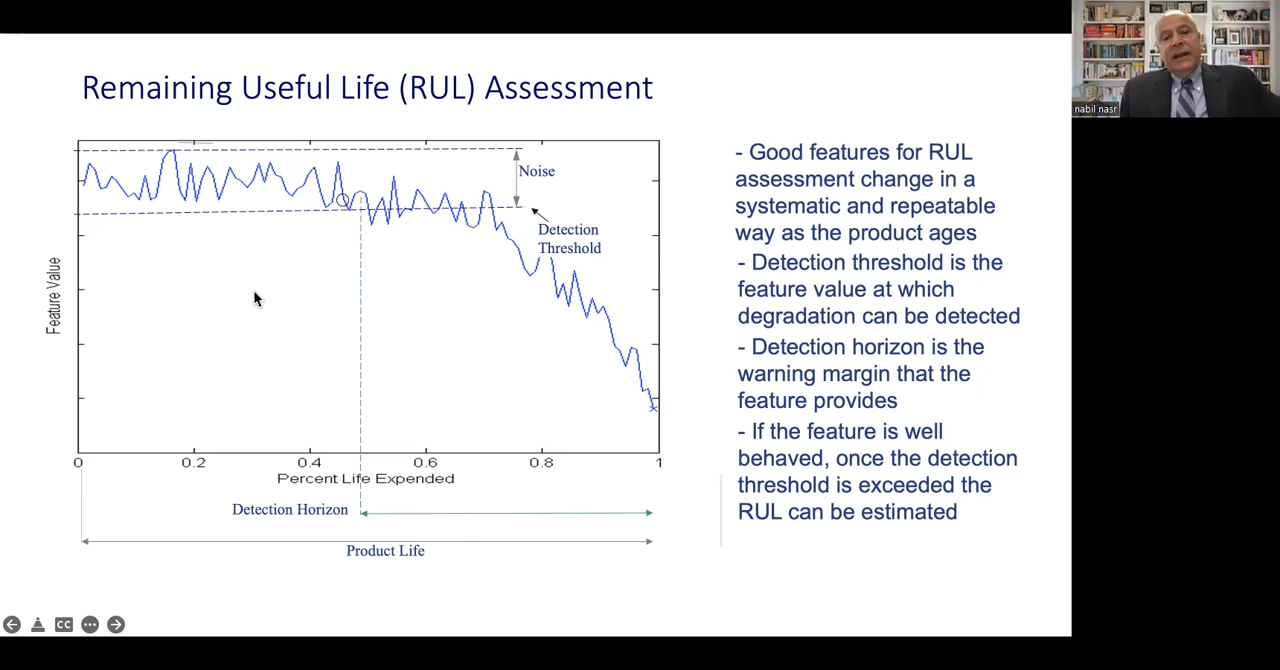 Remaining Useful Life (RUL) Assessment
nabil nasr
Noise
Detection
Threshold
Feature Value
0
0.2
0.4
0.6
0.8
1
Percent Life Expended
Detection Horizon
Product Life
- Good features for RUL
assessment change in a
systematic and repeatable
way as the product ages
- Detection threshold is the
feature value at which
degradation can be detected
- Detection horizon is the
warning margin that the
feature provides
- If the feature is well
behaved, once the detection
threshold is exceeded the
RUL can be estimated
CC